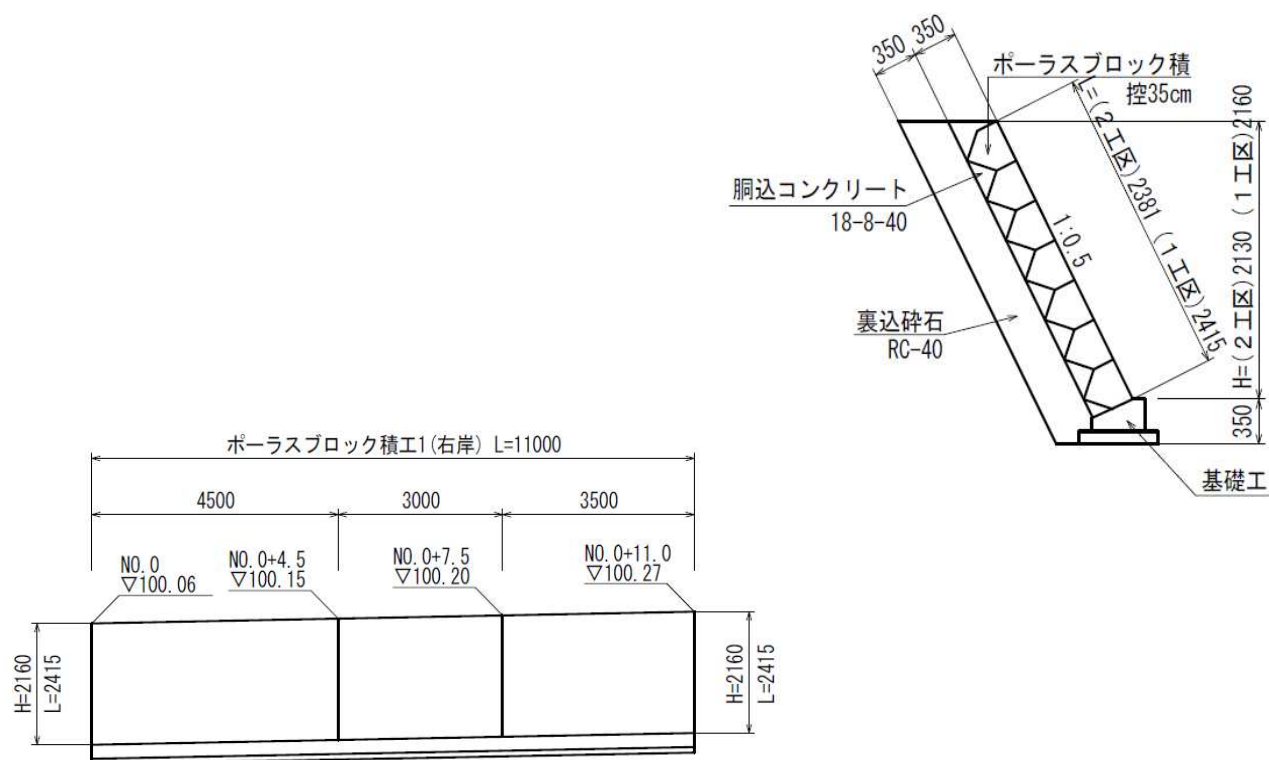 350
350
ポーラスブロック積
控35cm
胴込コンクリート
18-8-40
1:0.5
L=(２工区)2381 (１工区)2415
H=(２工区)2130 (１工区)2160
裏込砕石
RC-40
350
基礎工
ポーラスブロック積工1(右岸) L=11000
4500
3000
3500
NO.0
▽100.06
NO.0+4.5
▽100.15
NO.0+7.5
▽100.20
NO.0+11.0
▽100.27
H=2160
L=2415
H=2160
L=2415